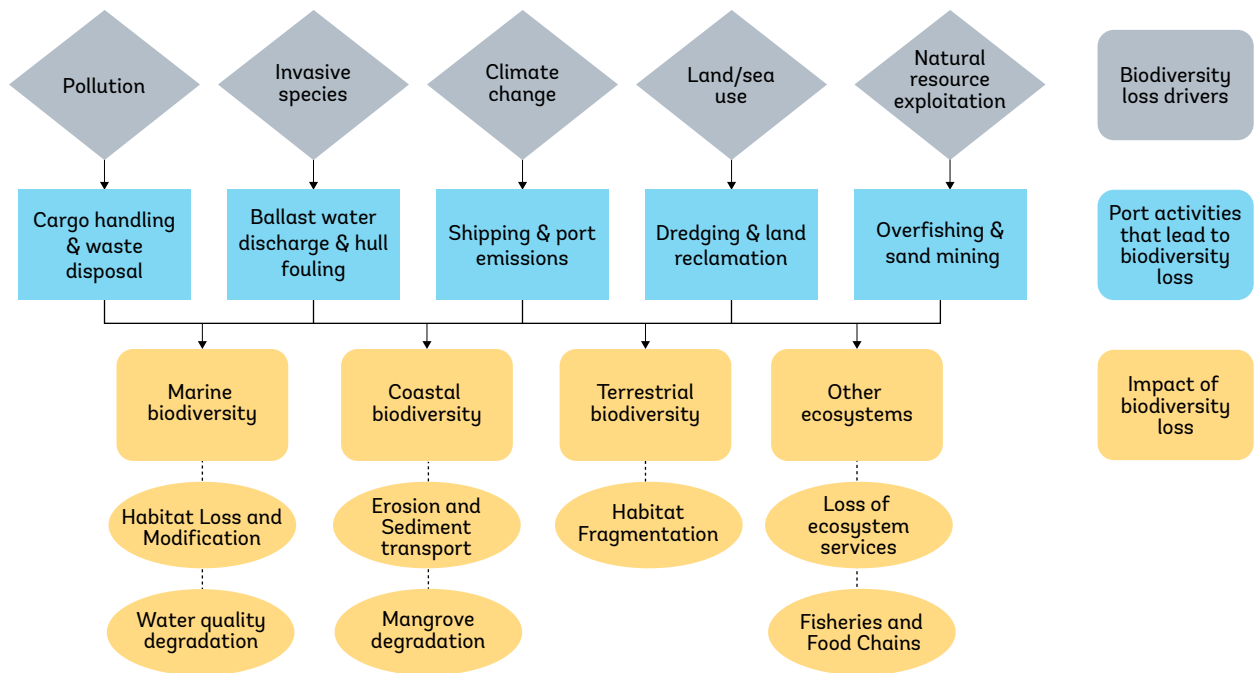 Pollution
Invasive
species
Climate
change
Land/sea
use
Natural
resource
exploitation
Biodiversity
loss drivers
Cargo handling
& waste
disposal
Ballast water
discharge & hull
fouling
Shipping & port
emissions
Dredging & land
reclamation
Overfishing &
sand mining
Port activities
that lead to
biodiversity
loss
Marine
biodiversity
Coastal
biodiversity
Terrestrial
biodiversity
Other
ecosystems
Impact of
biodiversity
loss
Habitat Loss and
Modification
Erosion and
Sediment
transport
Habitat
Fragmentation
Loss of
ecosystem
services
Water quality
degradation
Mangrove
degradation
Fisheries and
Food Chains